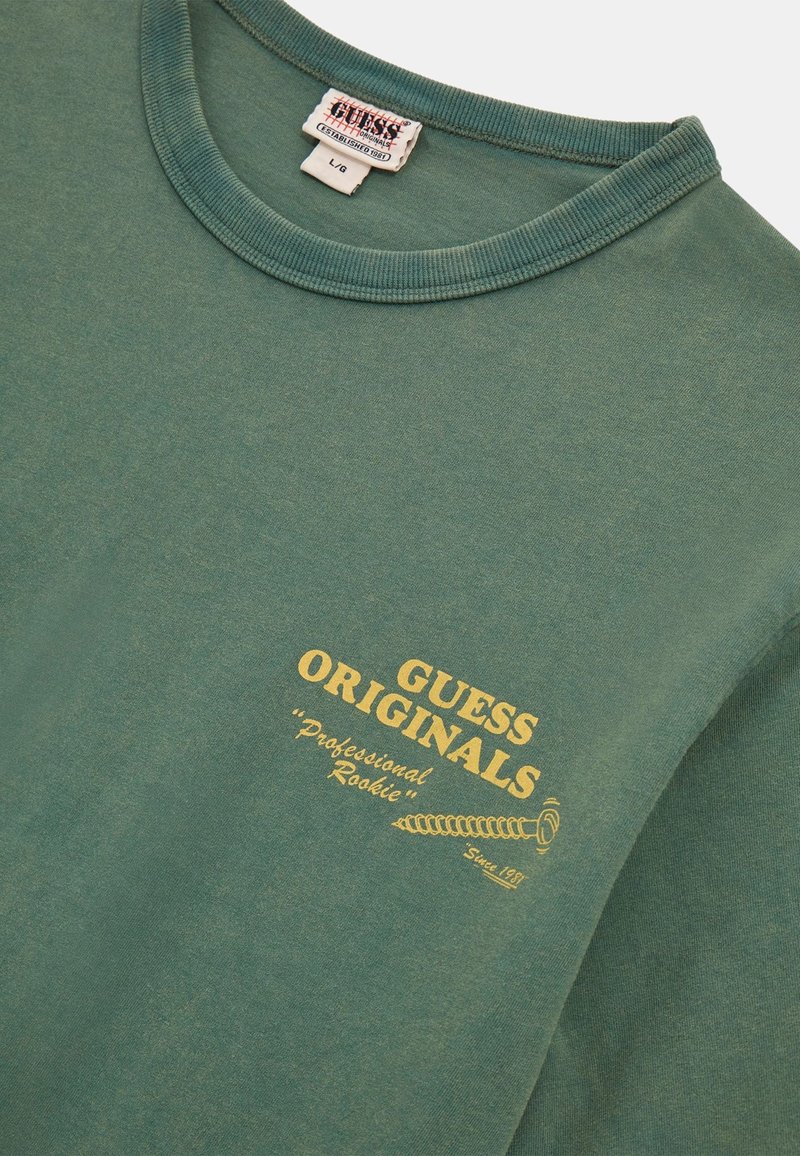 GUESS
ORIGINALS
ESTABLISHED 1981
L/G
GUESS
ORIGINALS
"Professional
Rookie"
"Since 1981"